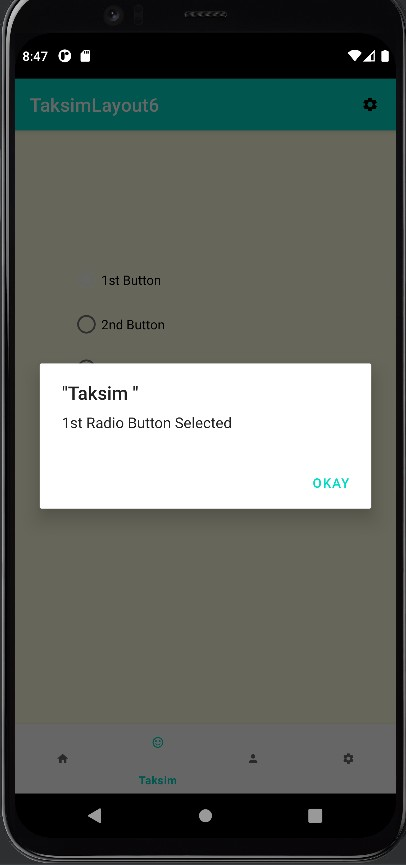 8:47
TaksimLayout6
1st Button
2nd Button
"Taksim "
1st Radio Button Selected
OKAY
Taksim